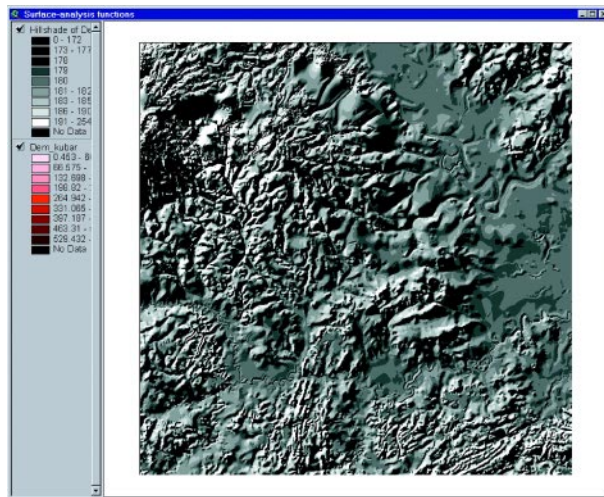 Surface-analysis functions
Hillshade of De
0 - 172
173 - 177
178
179
180
181 - 182
183 - 185
186 - 190
191 - 254
No Data
Dem_kubar
0.453 - 6
66.575 -
132.698 -
198.82 -
264.942 -
331.065 -
397.187 -
463.31 -
529.432 -
No Data